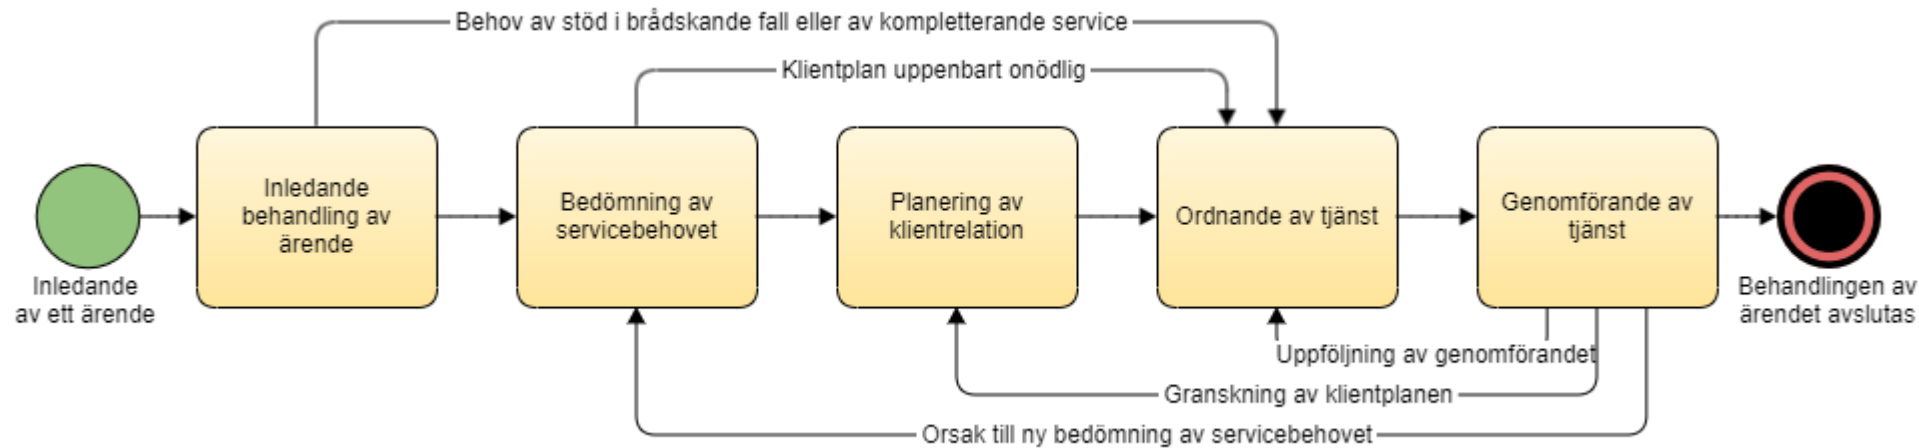 Behov av stöd i brådskande fall eller av kompletterande service
Klientplan uppenbart onödlig
Inledande
behandling av
ärende
Bedömning av
servicebehovet
Planering av
klientrelation
Ordnande av tjänst
Genomförande av
tjänst
Inledande
av ett ärende
Behandlingen av
ärendet avslutas
Uppföljning av genomförandet
Granskning av klientplanen
Orsak till ny bedömning av servicebehovet